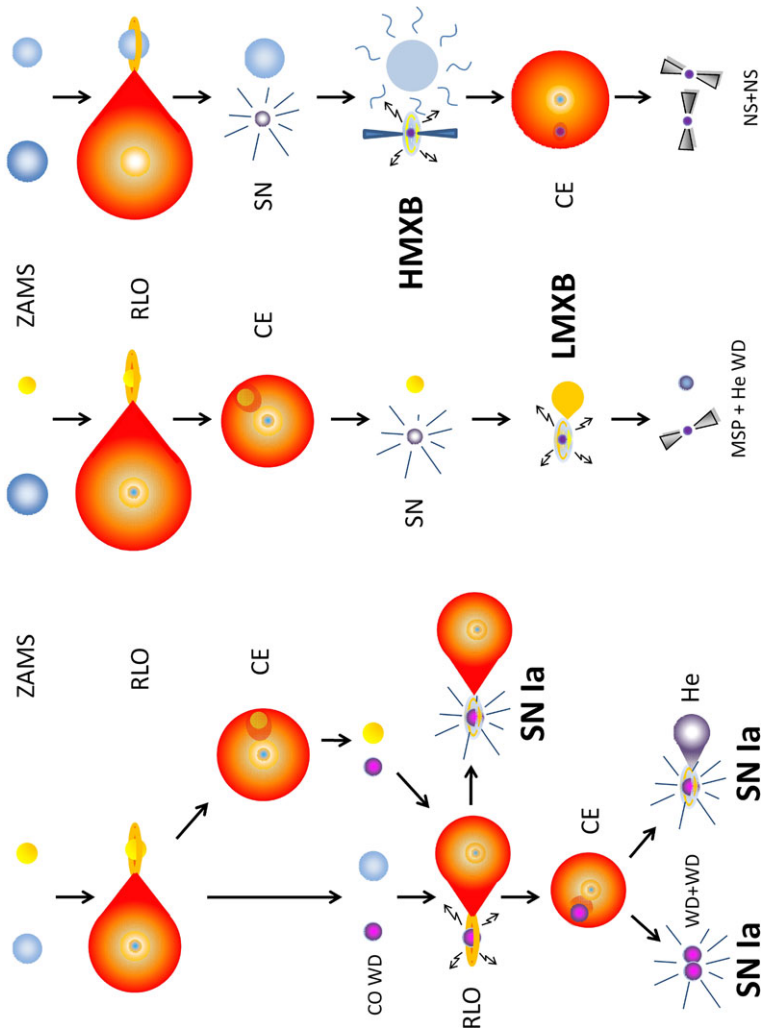 ZAMS
ZAMS
RLO
RLO
CE
CE
SN
CO WD
SN
HMXB
RLO
SN Ia
LMXB
CE
CE
WD+WD
He
SN Ia
SN Ia
MSP + He WD
NS+NS